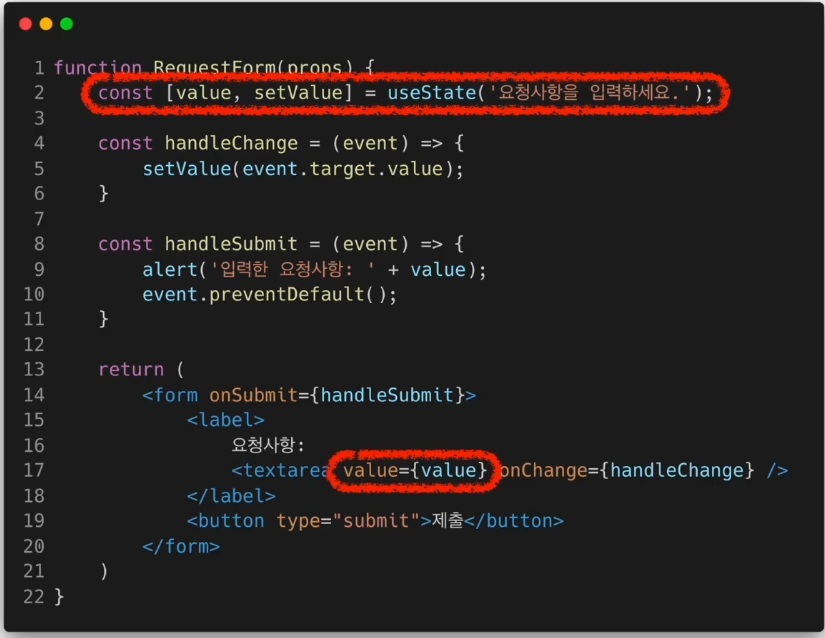 1 function RequestForm(props) {
2 const [value, setValue] = useState('요청사항을 입력하세요.');
3
4 const handleChange = (event) => {
5 setValue(event.target.value);
6 }
7
8 const handleSubmit = (event) => {
9 alert('입력한 요청사항: ' + value);
10 event.preventDefault();
11 }
12
13 return (
14 <form onSubmit={handleSubmit}>
15 <label>
16 요청사항:
17 <textarea value={value} onChange={handleChange} />
18 </label>
19 <button type="submit">제출</button>
20 </form>
21 )
22 }